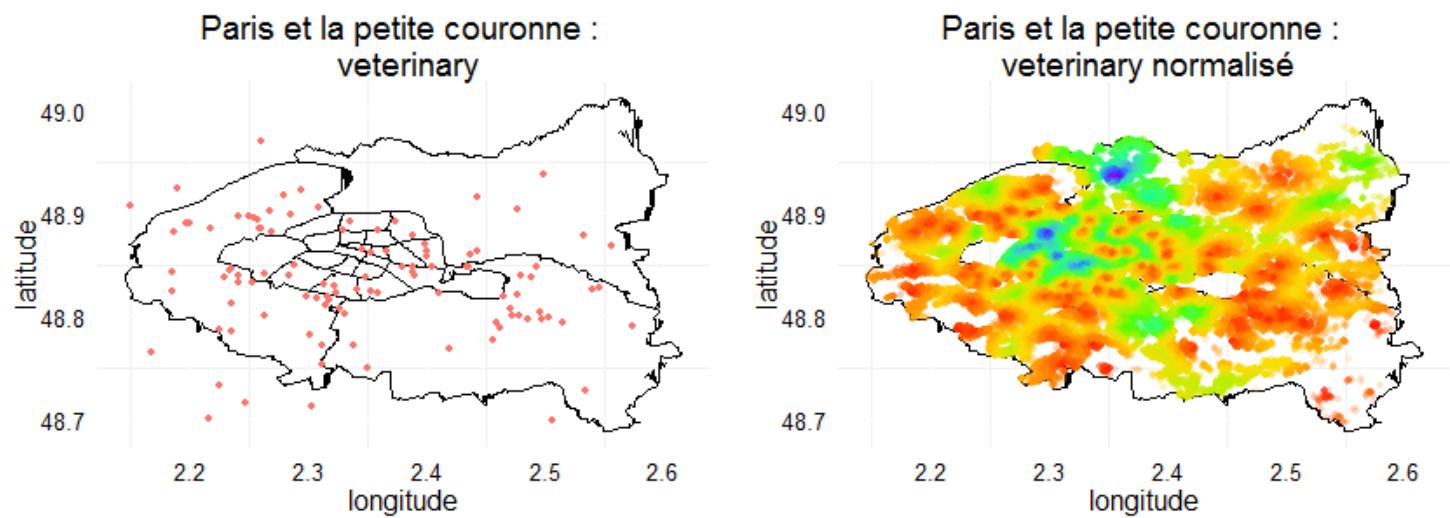 Paris et la petite couronne :
veterinary
49.0
48.9
48.8
48.7
latitude
2.2 2.3 2.4 2.5 2.6
longitude
Paris et la petite couronne :
veterinary normalisé
49.0
48.9
48.8
48.7
latitude
2.2 2.3 2.4 2.5 2.6
longitude